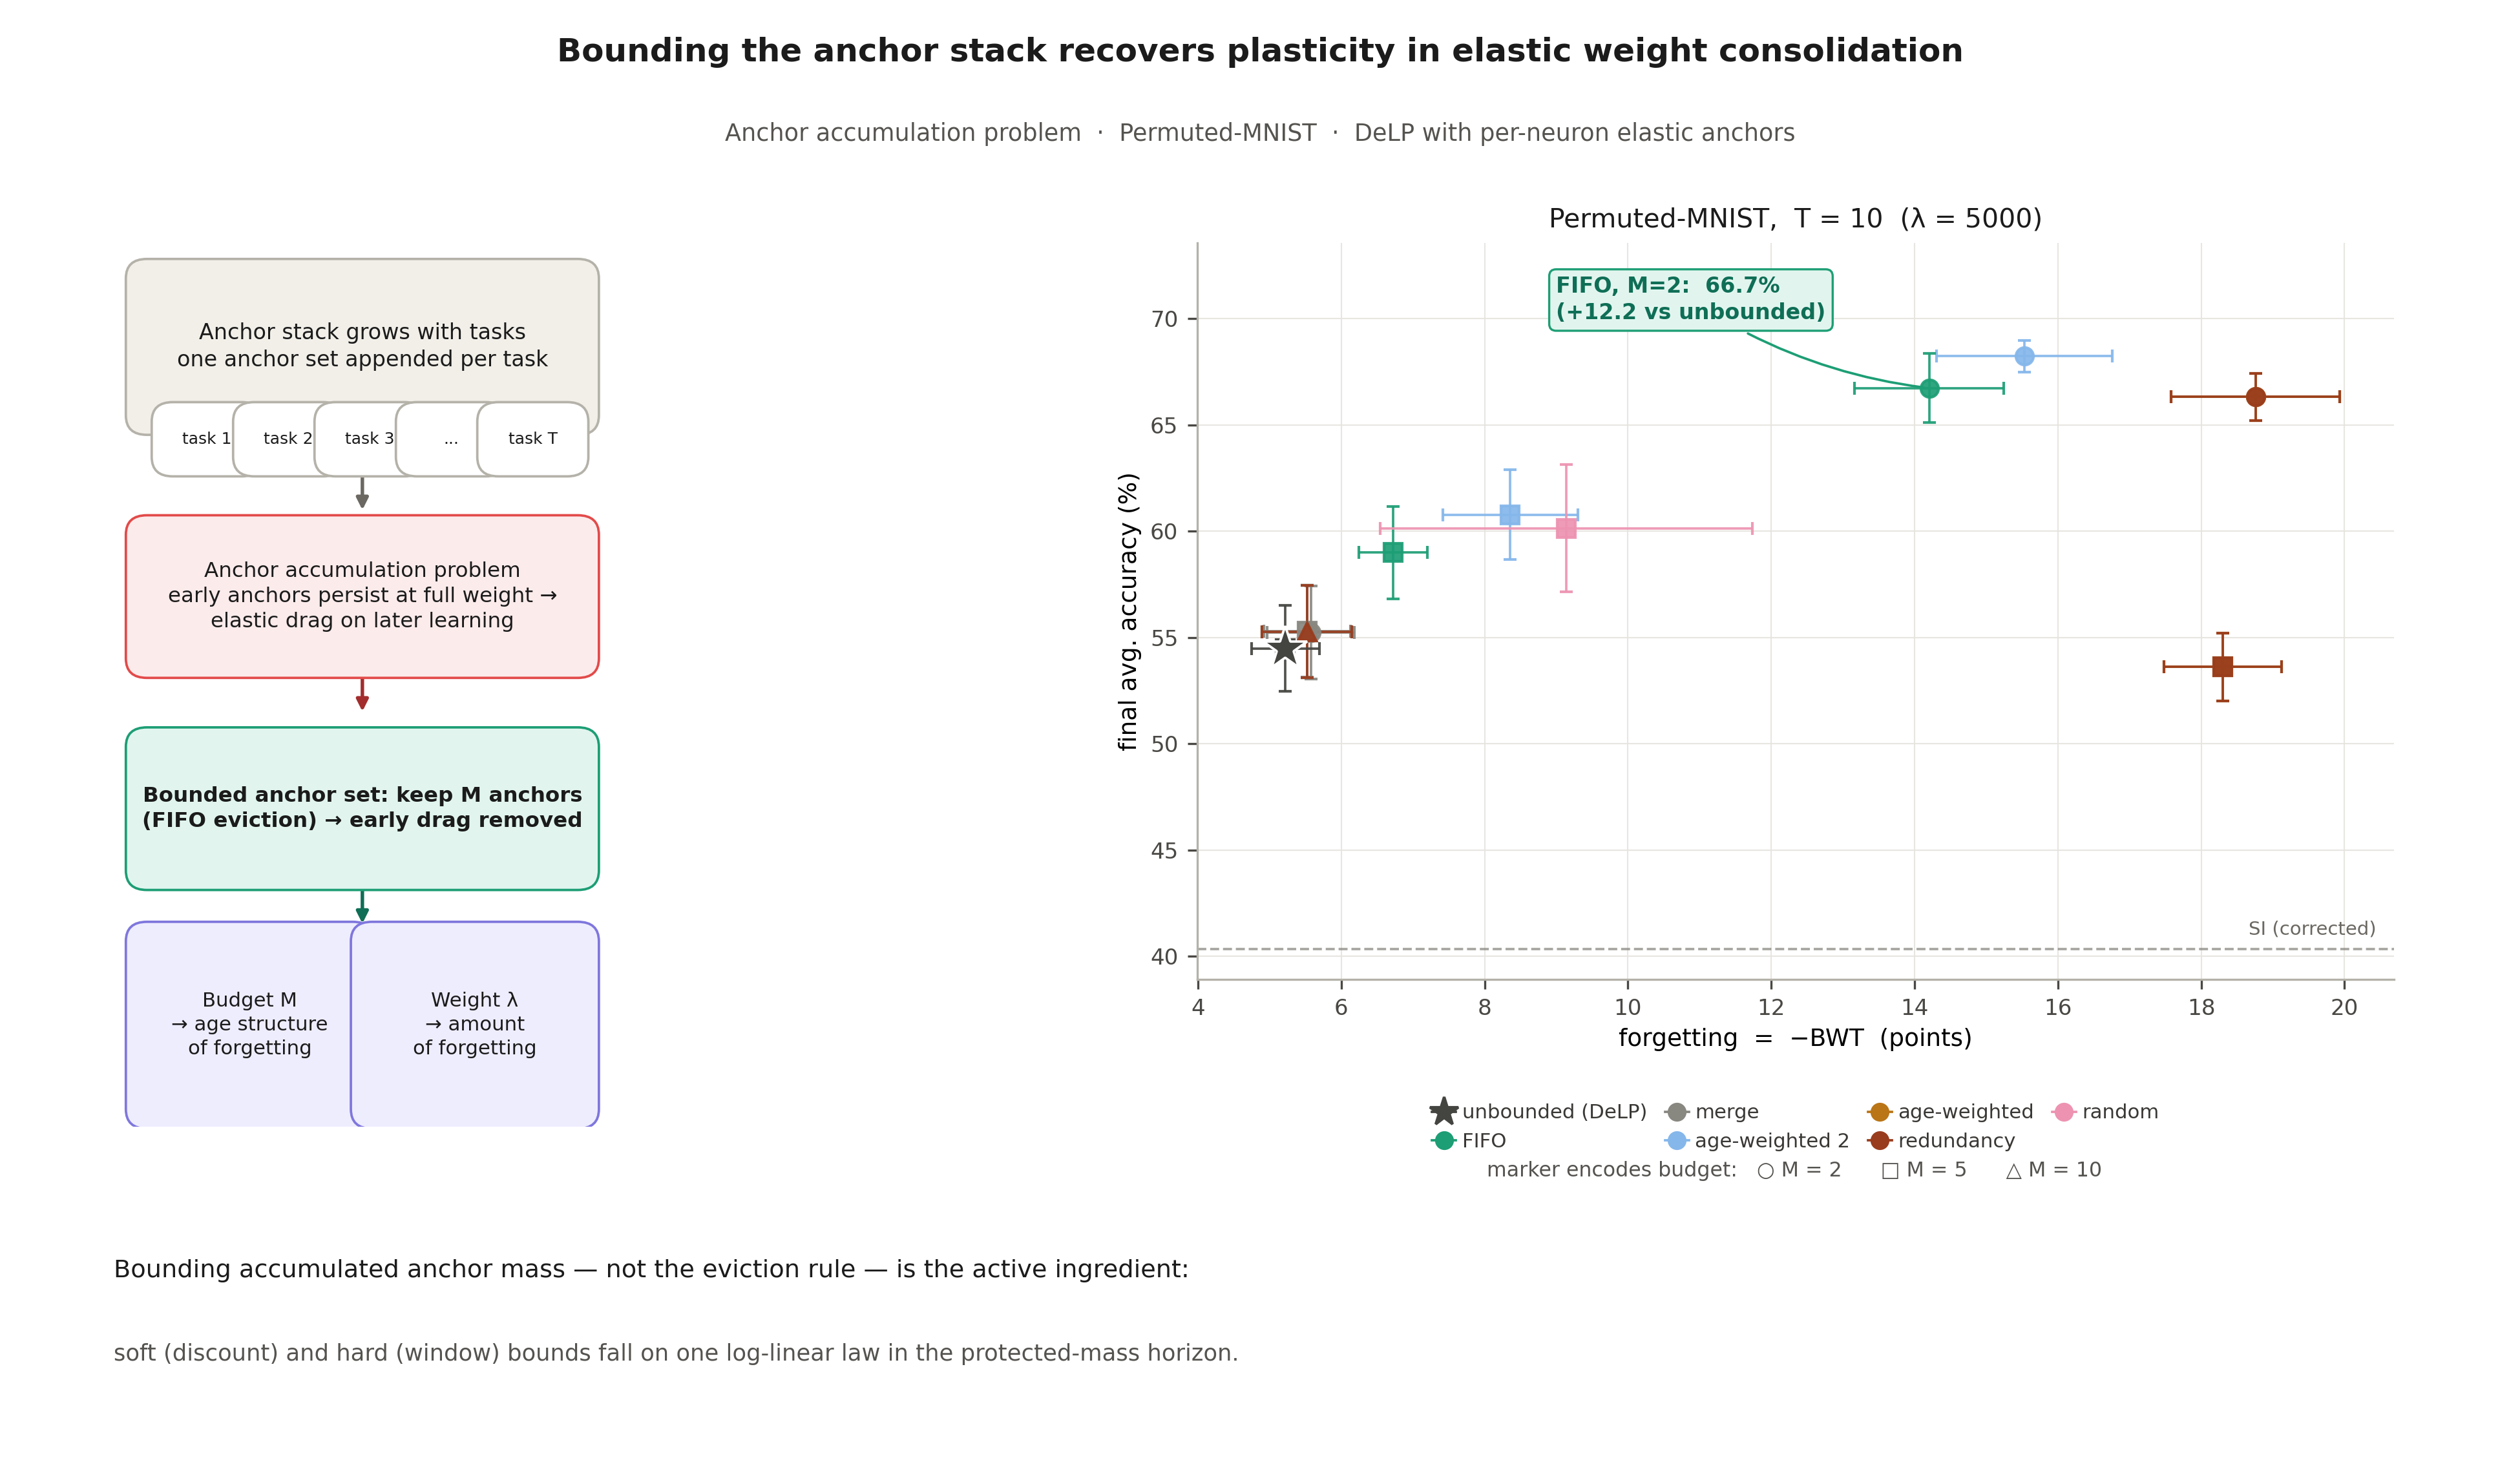 Bounding the anchor stack recovers plasticity in elastic weight consolidation
Anchor accumulation problem · Permuted-MNIST · DeLP with per-neuron elastic anchors
Anchor stack grows with tasks
one anchor set appended per task
task 1
task 2
task 3
...
task T
Anchor accumulation problem
early anchors persist at full weight →
elastic drag on later learning
Bounded anchor set: keep M anchors
(FIFO eviction) → early drag removed
Budget M
→ age structure
of forgetting
Weight λ
→ amount
of forgetting
Permuted-MNIST, T = 10 (λ = 5000)
FIFO, M=2: 66.7%
(+12.2 vs unbounded)
final avg. accuracy (%)
70
65
60
55
50
45
40
SI (corrected)
4 6 8 10 12 14 16 18 20
forgetting = −BWT (points)
unbounded (DeLP) merge age-weighted random
FIFO age-weighted 2 redundancy
marker encodes budget: ○ M = 2 □ M = 5 △ M = 10
Bounding accumulated anchor mass — not the eviction rule — is the active ingredient:
soft (discount) and hard (window) bounds fall on one log-linear law in the protected-mass horizon.